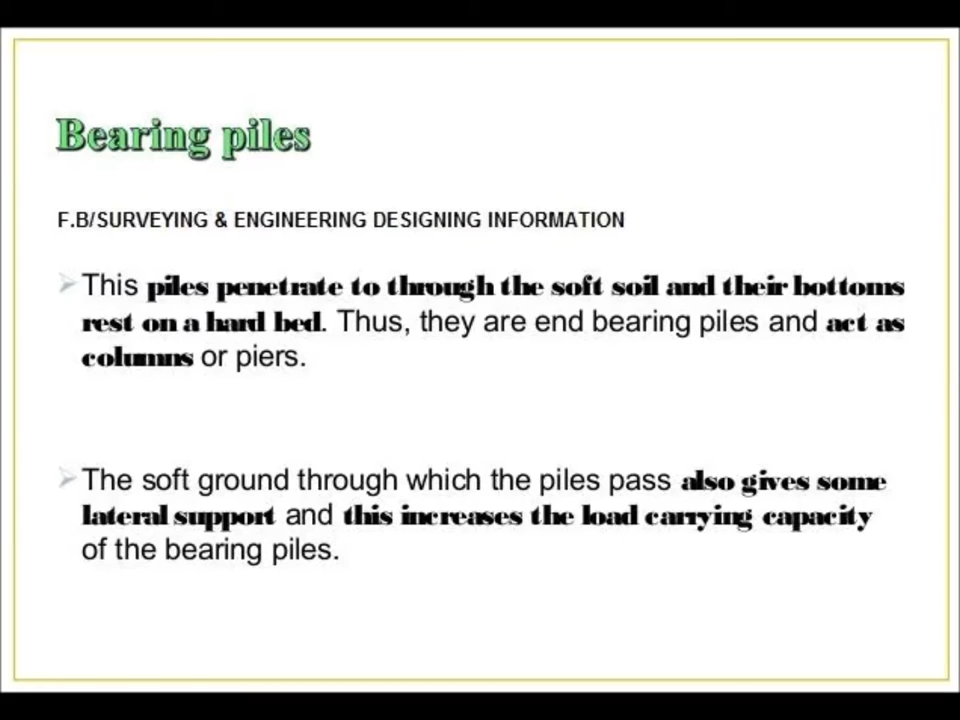 Bearing piles
F.B/SURVEYING & ENGINEERING DESIGNING INFORMATION
This piles penetrate to through the soft soil and their bottoms
rest on a hard bed. Thus, they are end bearing piles and act as
columns or piers.
The soft ground through which the piles pass also gives some
lateral support and this increases the load carrying capacity
of the bearing piles.